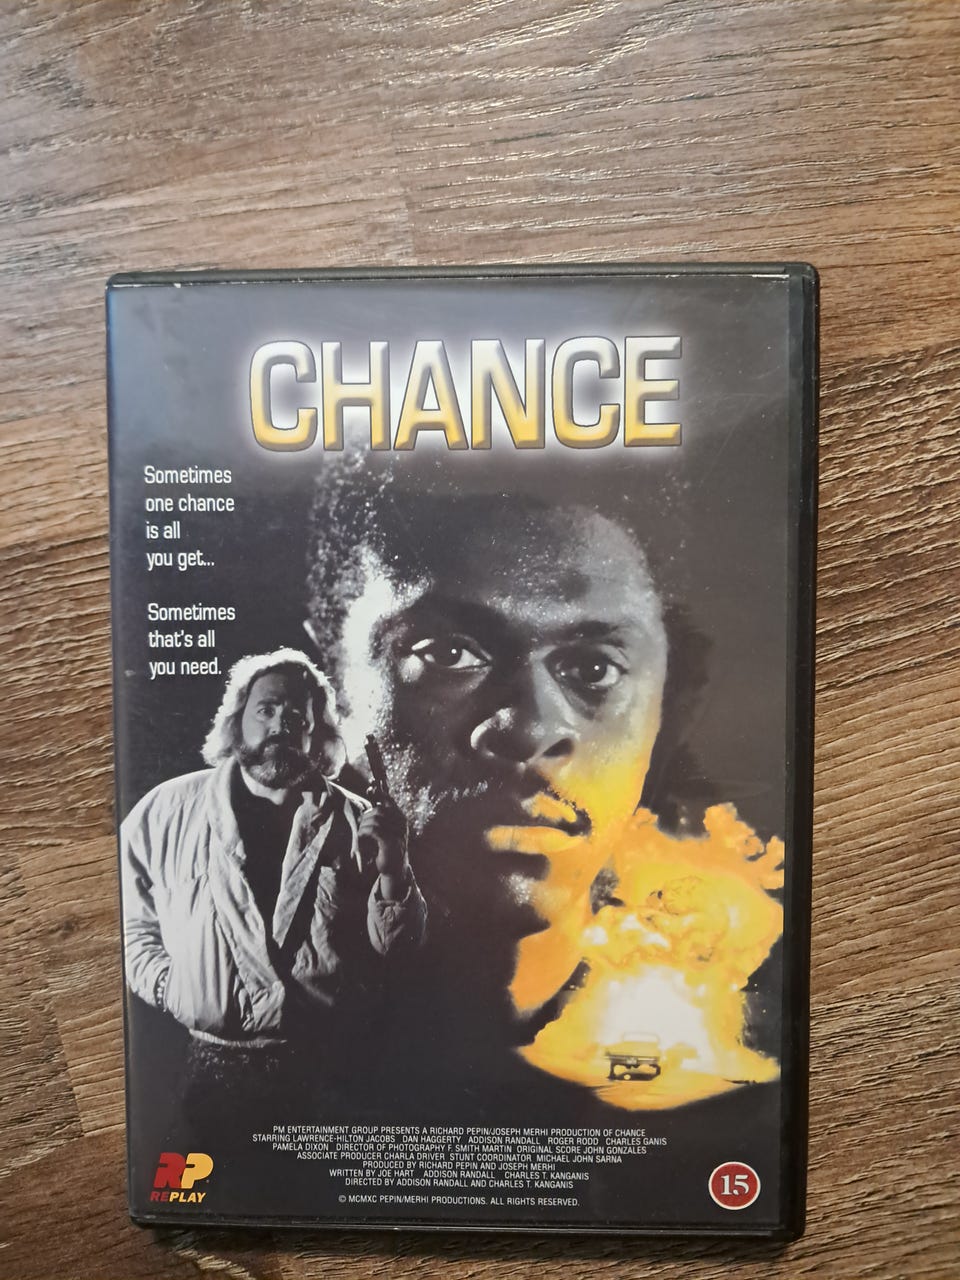 CHANCE
Sometimes
one chance
is all
you get...
Sometimes
that's all
you need.
PM ENTERTAINMENT GROUP PRESENTS A RICHARD PEPIN/JOSEPH MERHI PRODUCTION OF CHANCE
STARRING LAWRENCE-HILTON JACOBS DAN HAGGERTY ADDISON RANDALL ROGER RODD CHARLES GANIS
PAMELA DIXON DIRECTOR OF PHOTOGRAPHY F. SMITH MARTIN ORIGINAL SCORE JOHN GONZALES
ASSOCIATE PRODUCER CHARLA DRIVER STUNT COORDINATOR MICHAEL JOHN SARNA
PRODUCED BY RICHARD PEPIN AND JOSEPH MERHI
WRITTEN BY JOE HART ADDISON RANDALL CHARLES T. KANGANIS
DIRECTED BY ADDISON RANDALL AND CHARLES T. KANGANIS
© MCMXC PEPIN/MERHI PRODUCTIONS. ALL RIGHTS RESERVED.
RP
REPLAY
15